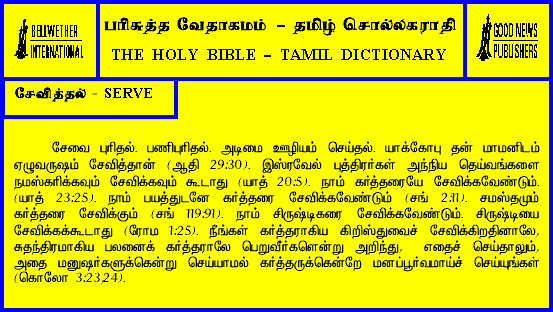 BELLWETHER
INTERNATIONAL
பரிசுத்த வேதாகமம் – தமிழ் சொல்லகராதி
THE HOLY BIBLE – TAMIL DICTIONARY
GOOD NEWS
PUBLISHERS
சேவித்தல் - SERVE
சேவை புரிதல். பணிபுரிதல். அடிமை ஊழியம் செய்தல். யாக்கோபு தன் மாமனிடம்
ஏழுவருஷம் சேவித்தான் (ஆதி 29:30). இஸ்ரவேல் புத்திரர்கள் அந்நிய தெய்வங்களை
நமஸ்கரிக்கவும் சேவிக்கவும் கூடாது (யாத் 20:5). நாம் கர்த்தரையே சேவிக்கவேண்டும்.
(யாத் 23:25). நாம் பயத்துடனே கர்த்தரை சேவிக்கவேண்டும் (சங் 2:11). சமஸ்தமும்
கர்த்தரை சேவிக்கும் (சங் 119:91). நாம் சிருஷ்டிகரை சேவிக்கவேண்டும். சிருஷ்டியை
சேவிக்கக்கூடாது (ரோம 1:25). நீங்கள் கர்த்தராகிய கிறிஸ்துவைச் சேவிக்கிறதினாலே,
சுதந்திரமாகிய பலனைக் கர்த்தராலே பெறுவீர்களென்று அறிந்து, எதைச் செய்தாலும்,
அதை மனுஷர்களுக்கென்று செய்யாமல் கர்த்தருக்கென்றே மனப்பூர்வமாய்ச் செய்யுங்கள்
(கொலோ 3:23,24).